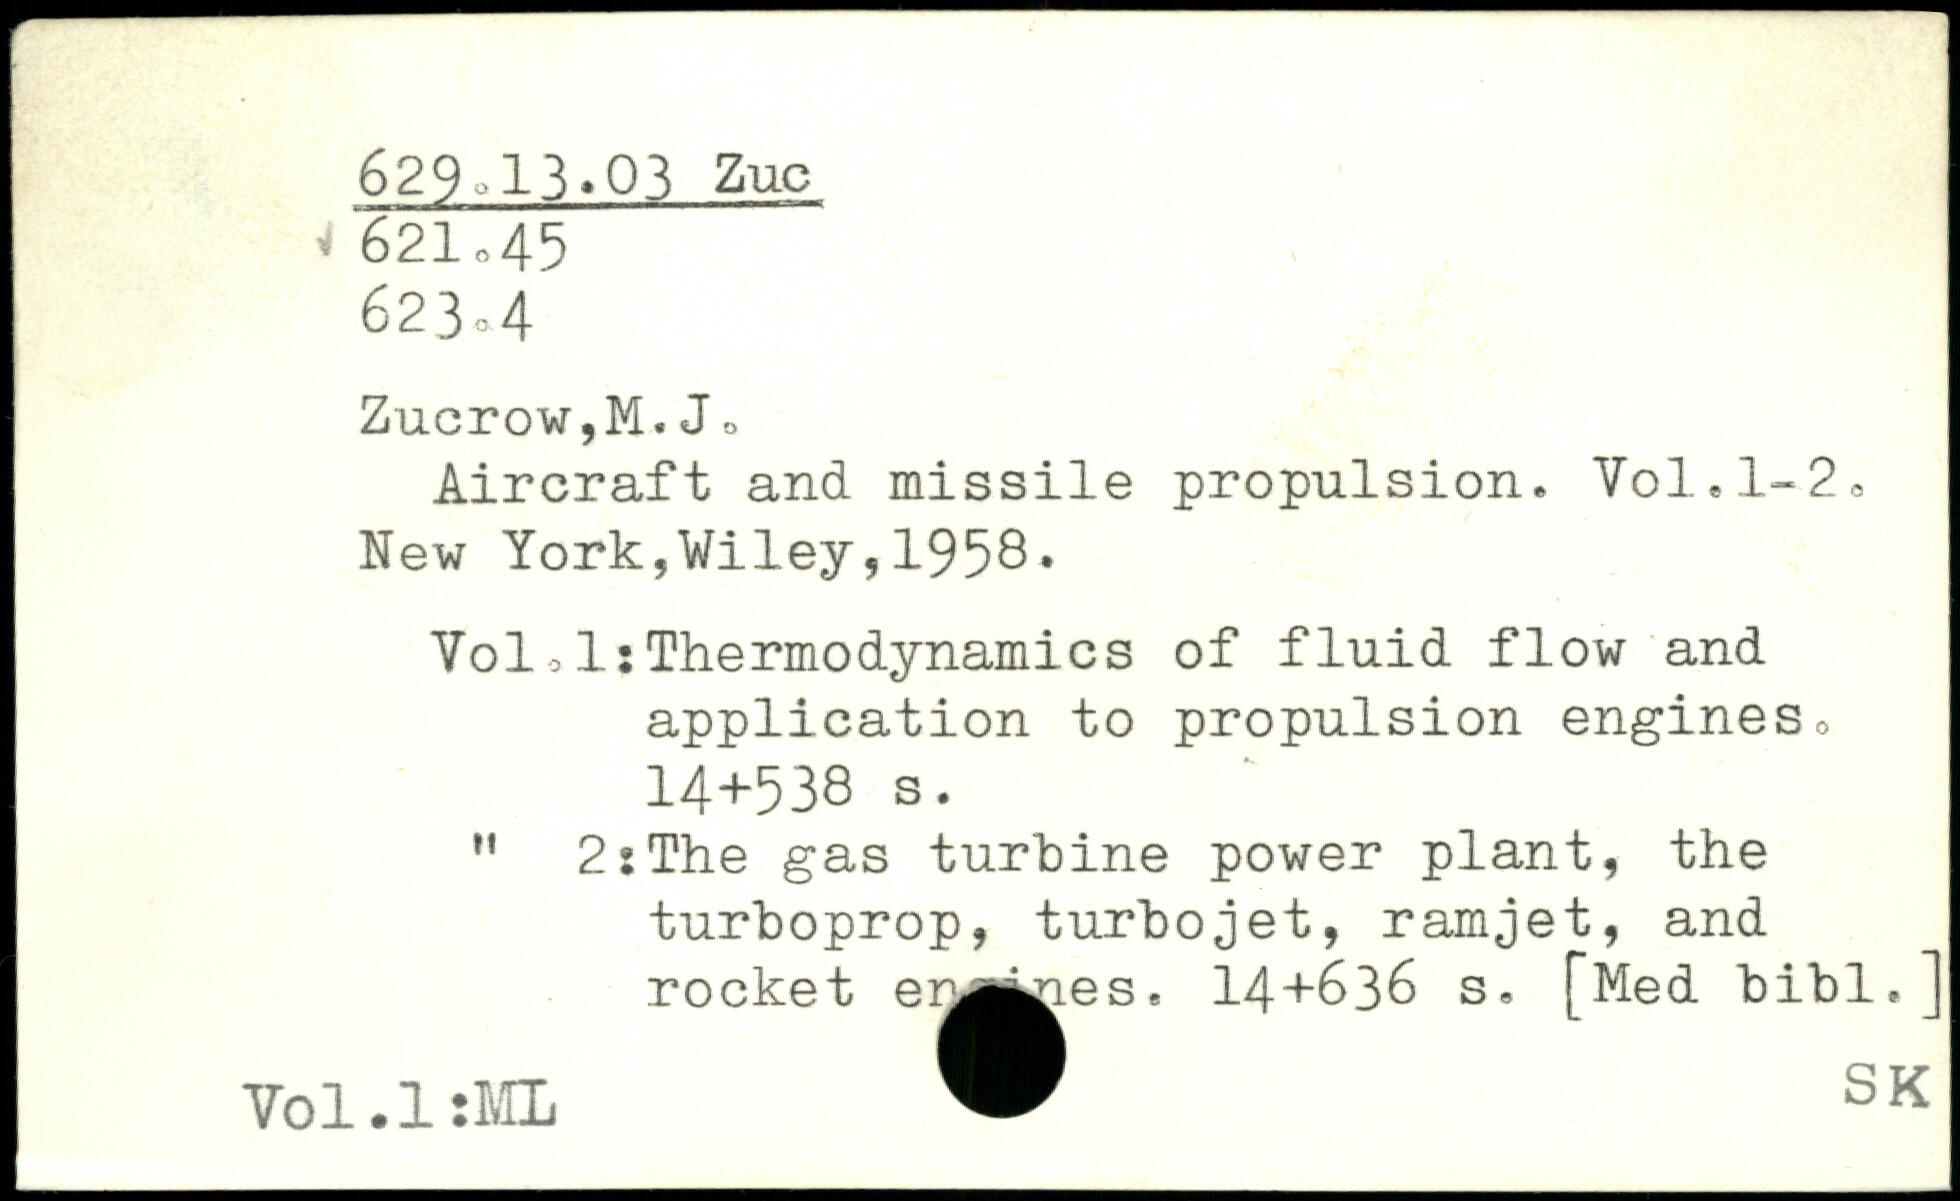 629.13.03 Zuc
621.45
623.4
Zucrow,M.J.
Aircraft and missile propulsion. Vol.1-2.
New York,Wiley,1958.
Vol.1:Thermodynamics of fluid flow and
application to propulsion engines.
14+538 s.
" 2:The gas turbine power plant, the
turboprop, turbojet, ramjet, and
rocket engines. 14+636 s. [Med bibl.]
SK
Vol.1:ML